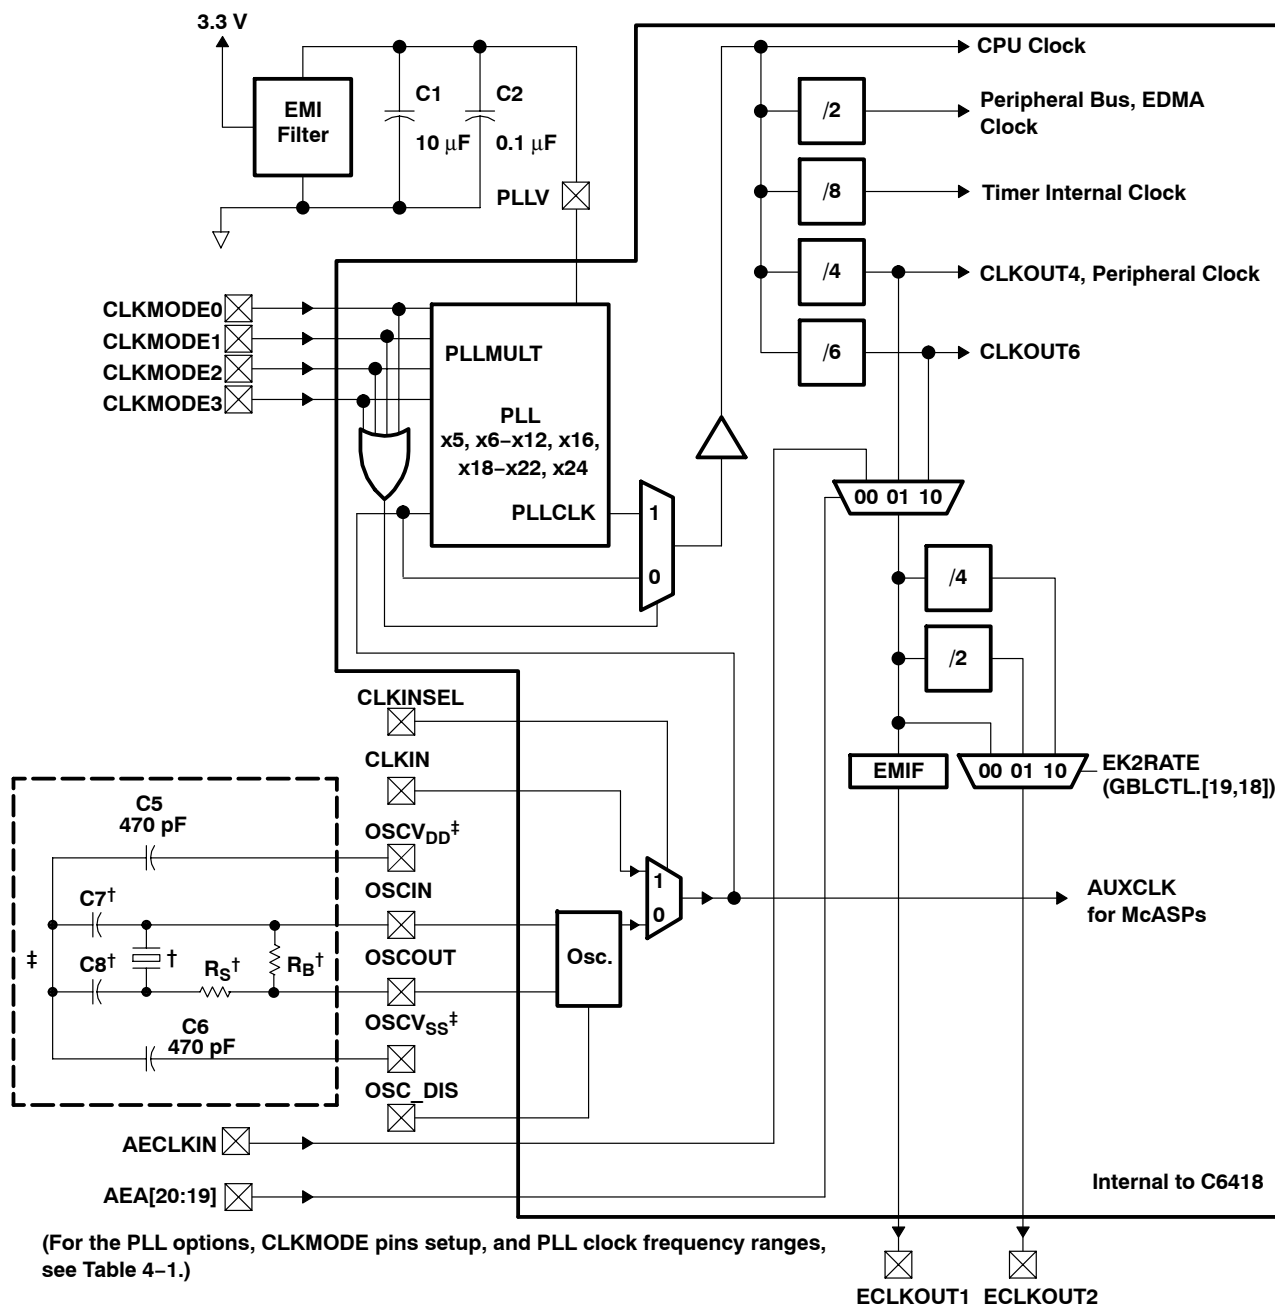 3.3 V
EMI
Filter
C1
10 μF
C2
0.1 μF
PLLV
CPU Clock
/2
Peripheral Bus, EDMA
Clock
/8
Timer Internal Clock
/4
CLKOUT4, Peripheral Clock
/6
CLKOUT6
CLKMODE0
CLKMODE1
CLKMODE2
CLKMODE3
PLLMULT
PLL
x5, x6–x12, x16,
x18–x22, x24
PLLCLK
1
0
00 01 10
/4
/2
EMIF
00 01 10
EK2RATE
(GBLCTL.[19,18])
CLKINSEL
CLKIN
C5
470 pF
OSCVDD‡
OSCIN
C7†
‡
†
C8†
RS†
RB†
OSCOUT
OSCVSS‡
C6
470 pF
OSC_DIS
Osc.
1
0
AUXCLK
for McASPs
AECLKIN
AEA[20:19]
Internal to C6418
(For the PLL options, CLKMODE pins setup, and PLL clock frequency ranges,
see Table 4–1.)
ECLKOUT1 ECLKOUT2